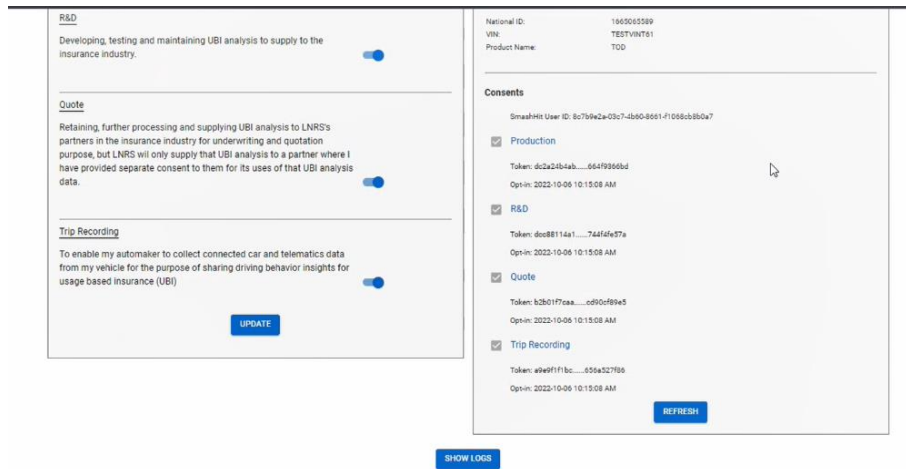 R&D
Developing, testing and maintaining UBI analysis to supply to the
insurance industry.
Quote
Retaining, further processing and supplying UBI analysis to LNRS's
partners in the insurance industry for underwriting and quotation
purpose, but LNRS wil only supply that UBI analysis to a partner where I
have provided separate consent to them for its uses of that UBI analysis
data.
Trip Recording
To enable my automaker to collect connected car and telematics data
from my vehicle for the purpose of sharing driving behavior insights for
usage based insurance (UBI)
UPDATE
National ID: 1665065589
VIN: TESTVINT61
Product Name: TOD
Consents
SmashHit User ID: 8c7b9e2a-03c7-4b60-8661-f1068cb8b0a7
Production
Token: dc2a24b4ab......664f9366bd
Opt-in: 2022-10-06 10:15:08 AM
R&D
Token: dcc88114a1......744f4fe57a
Opt-in: 2022-10-06 10:15:08 AM
Quote
Token: b2b01f7caa......cd90cf89e5
Opt-in: 2022-10-06 10:15:08 AM
Trip Recording
Token: a9e9f1f1bc......656a527f86
Opt-in: 2022-10-06 10:15:08 AM
REFRESH
SHOW LOGS